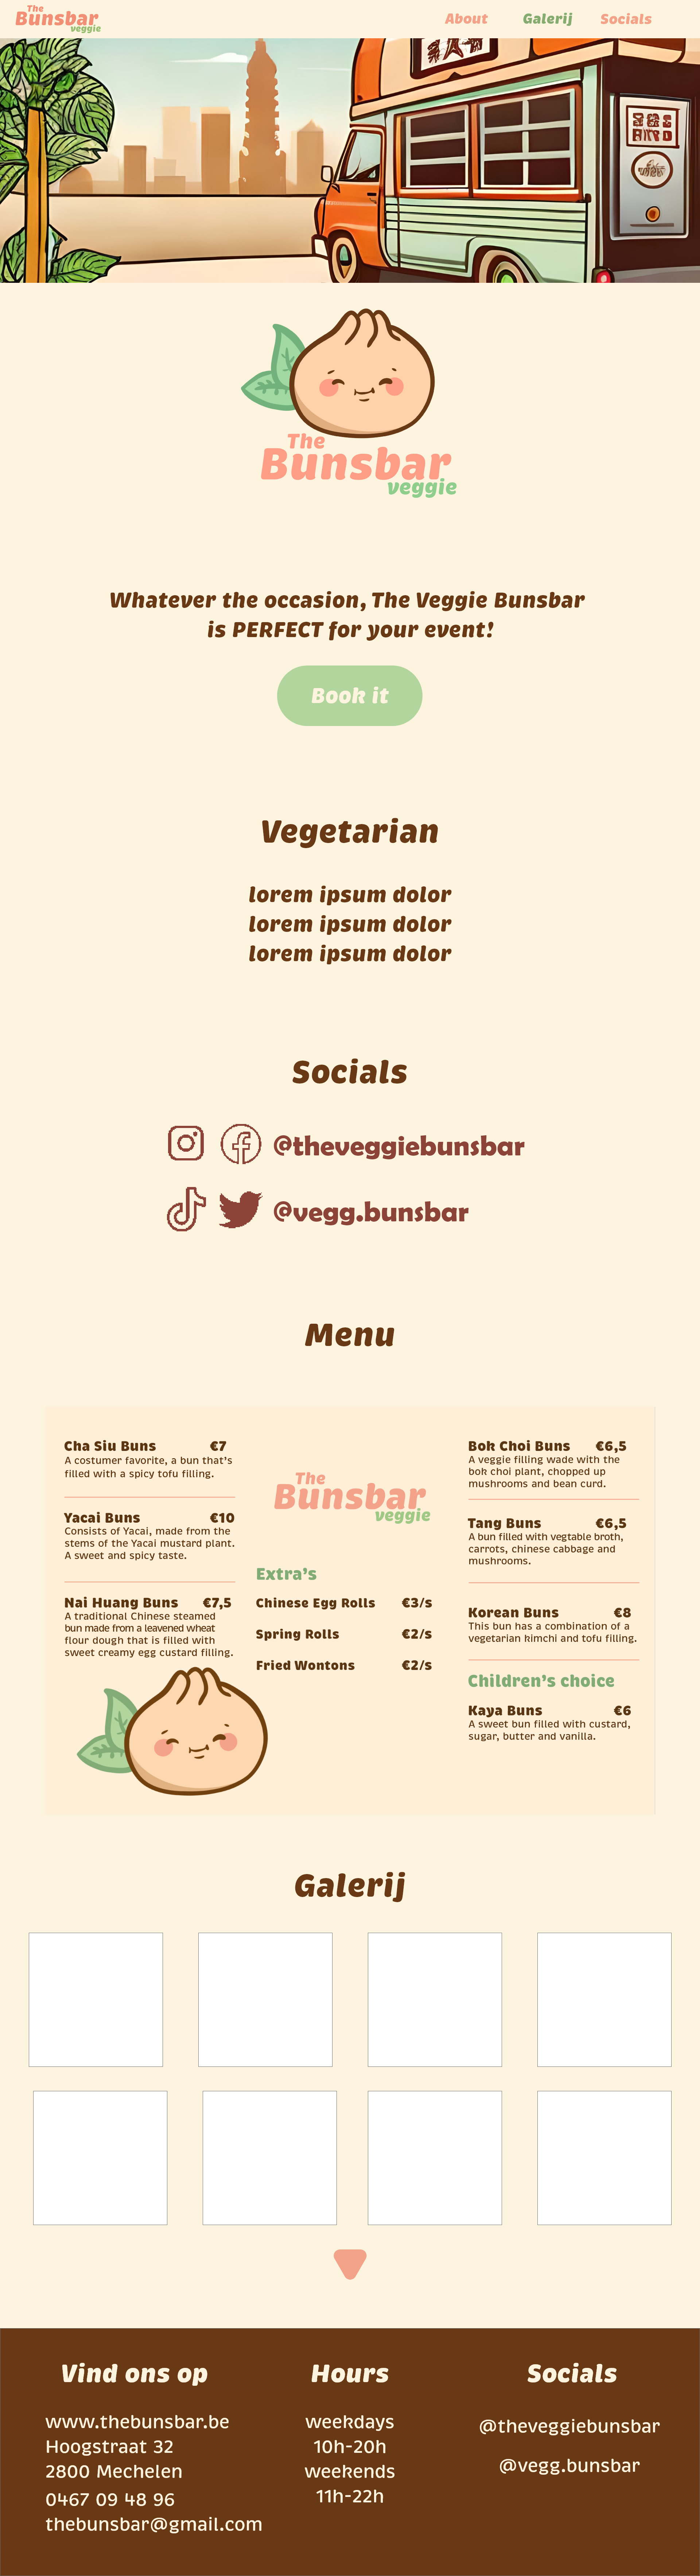 The
Bunsbar
veggie
About Galerij Socials
The
Bunsbar
veggie
Whatever the occasion, The Veggie Bunsbar
is PERFECT for your event!
Book it
Vegetarian
lorem ipsum dolor
lorem ipsum dolor
lorem ipsum dolor
Socials
@theveggiebunsbar
@vegg.bunsbar
Menu
Cha Siu Buns €7
A costumer favorite, a bun that's
filled with a spicy tofu filling.
Yacai Buns €10
Consists of Yacai, made from the
stems of the Yacai mustard plant.
A sweet and spicy taste.
Nai Huang Buns €7,5
A traditional Chinese steamed
bun made from a leavened wheat
flour dough that is filled with
sweet creamy egg custard filling.
The
Bunsbar
veggie
Extra's
Chinese Egg Rolls €3/s
Spring Rolls €2/s
Fried Wontons €2/s
Bok Choi Buns €6,5
A veggie filling wade with the
bok choi plant, chopped up
mushrooms and bean curd.
Tang Buns €6,5
A bun filled with vegtable broth,
carrots, chinese cabbage and
mushrooms.
Korean Buns €8
This bun has a combination of a
vegetarian kimchi and tofu filling.
Children's choice
Kaya Buns €6
A sweet bun filled with custard,
sugar, butter and vanilla.
Galerij
Vind ons op
www.thebunsbar.be
Hoogstraat 32
2800 Mechelen
0467 09 48 96
thebunsbar@gmail.com
Hours
weekdays
10h-20h
weekends
11h-22h
Socials
@theveggiebunsbar
@vegg.bunsbar